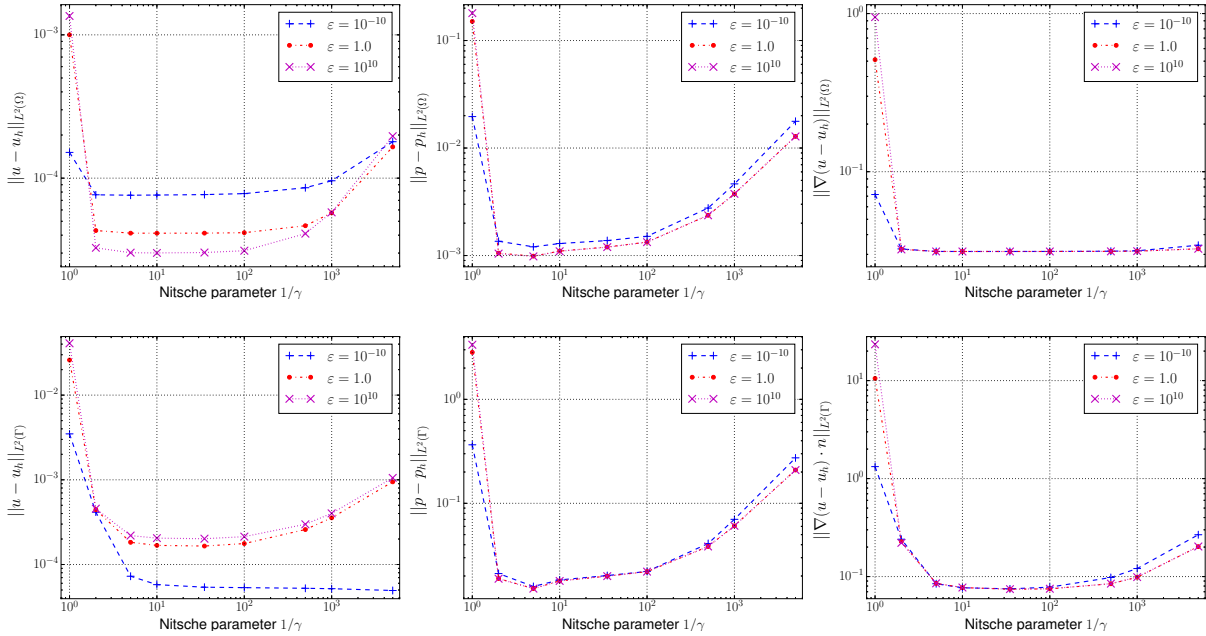 ||u − u_h||_{L²(Ω)}
10⁻³
10⁻⁴
ε = 10⁻¹⁰
ε = 1.0
ε = 10¹⁰
10⁰ 10¹ 10² 10³
Nitsche parameter 1/γ
||p − p_h||_{L²(Ω)}
10⁻¹
10⁻²
10⁻³
ε = 10⁻¹⁰
ε = 1.0
ε = 10¹⁰
10⁰ 10¹ 10² 10³
Nitsche parameter 1/γ
||∇(u − u_h)||_{L²(Ω)}
10⁰
10⁻¹
ε = 10⁻¹⁰
ε = 1.0
ε = 10¹⁰
10⁰ 10¹ 10² 10³
Nitsche parameter 1/γ
||u − u_h||_{L²(Γ)}
10⁻²
10⁻³
10⁻⁴
ε = 10⁻¹⁰
ε = 1.0
ε = 10¹⁰
10⁰ 10¹ 10² 10³
Nitsche parameter 1/γ
||p − p_h||_{L²(Γ)}
10⁰
10⁻¹
ε = 10⁻¹⁰
ε = 1.0
ε = 10¹⁰
10⁰ 10¹ 10² 10³
Nitsche parameter 1/γ
||∇(u − u_h) · n||_{L²(Γ)}
10¹
10⁰
10⁻¹
ε = 10⁻¹⁰
ε = 1.0
ε = 10¹⁰
10⁰ 10¹ 10² 10³
Nitsche parameter 1/γ